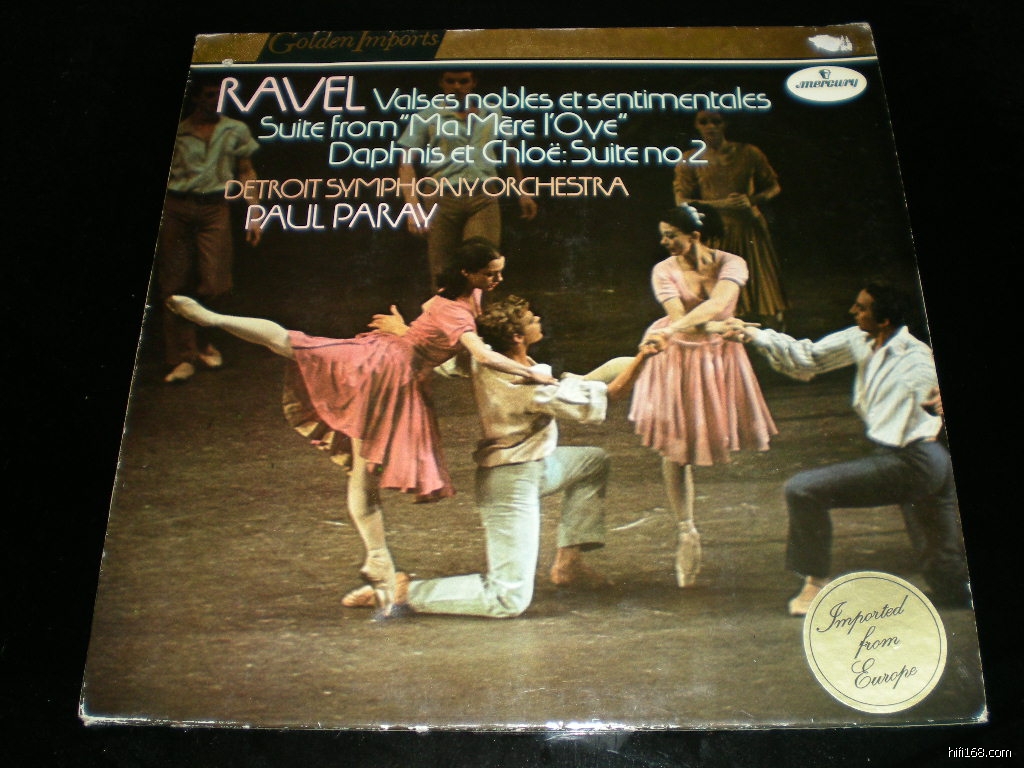 Golden Imports
mercury
RAVEL Valses nobles et sentimentales
Suite from "Ma Mère l'Oye"
Daphnis et Chloë: Suite no. 2
DETROIT SYMPHONY ORCHESTRA
PAUL PARAY
Imported
from
Europe
hifi168.com